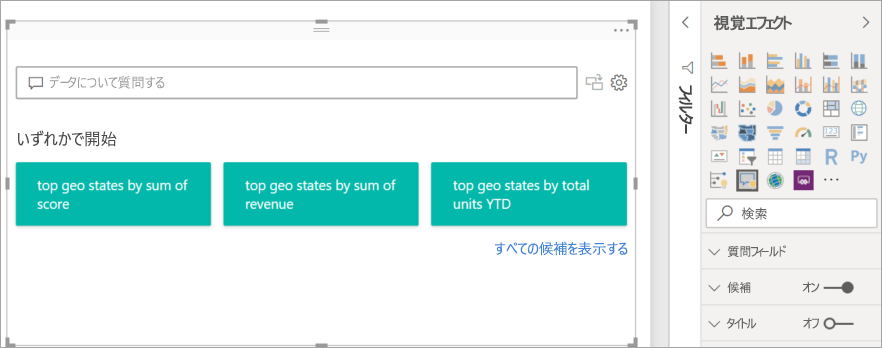 データについて質問する
いずれかで開始
top geo states by sum of
score
top geo states by sum of
revenue
top geo states by total
units YTD
すべての候補を表示する
フィルター
視覚エフェクト
123
R
Py
検索
質問フィールド
候補 オン
タイトル オフ